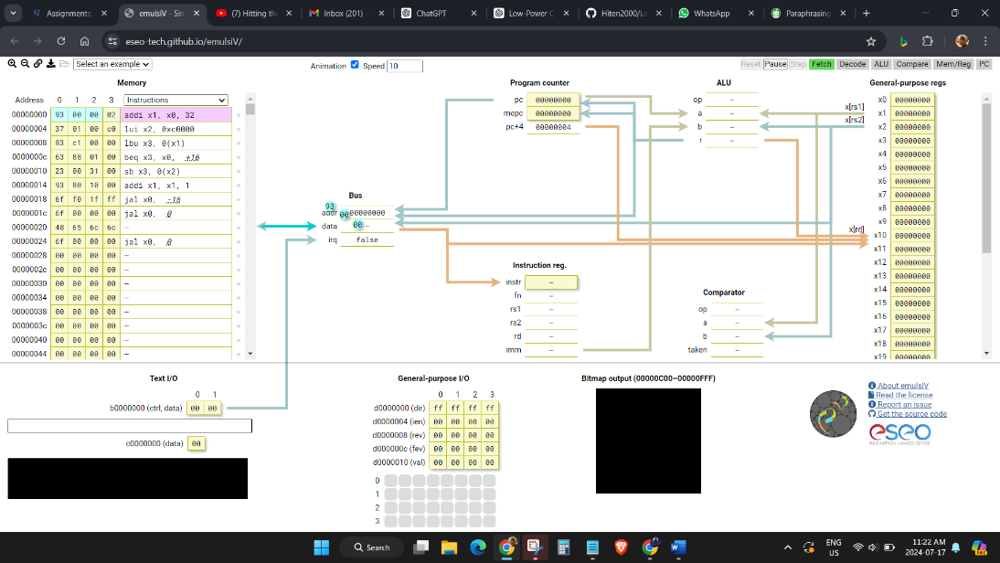 Assignments:
emulsiV - Sin
(7) Hitting the
Inbox (201) -
ChatGPT
Low-Power C
Hiten2000/Le
WhatsApp
Paraphrasing
eseo-tech.github.io/emulsiV/
Select an example
Animation Speed 10
Reset Pause Step Fetch Decode ALU Compare Mem/Reg PC
Memory
Address 0 1 2 3 Instructions
00000000 93 00 00 02 addi x1, x0, 32
00000004 37 01 00 c0 lui x2, 0xc0000
00000008 83 c1 00 00 lbu x3, 0(x1)
0000000c 63 88 01 00 beq x3, x0, +16
00000010 23 00 31 00 sb x3, 0(x2)
00000014 93 80 10 00 addi x1, x1, 1
00000018 6f f0 1f ff jal x0, -16
0000001c 6f 00 00 00 jal x0, 0
00000020 48 65 6c 6c –
00000024 6f 00 00 00 jal x0, 0
00000028 00 00 00 00 –
0000002c 00 00 00 00 –
00000030 00 00 00 00 –
00000034 00 00 00 00 –
00000038 00 00 00 00 –
0000003c 00 00 00 00 –
00000040 00 00 00 00 –
00000044 00 00 00 00 –
Program counter
pc 00000000
mepc 00000000
pc+4 00000004
ALU
op –
a –
b –
r –
General-purpose regs
x[rs1]
x[rs2]
x[rd]
x0 00000000
x1 00000000
x2 00000000
x3 00000000
x4 00000000
x5 00000000
x6 00000000
x7 00000000
x8 00000000
x9 00000000
x10 00000000
x11 00000000
x12 00000000
x13 00000000
x14 00000000
x15 00000000
x16 00000000
x17 00000000
x18 00000000
x19 00000000
Bus
93
addr 00000000
00
data 00 –
irq false
Instruction reg.
instr –
fn –
rs1 –
rs2 –
rd –
imm –
Comparator
op –
a –
b –
taken –
Text I/O
0 1
b0000000 (ctrl, data) 00 00
c0000000 (data) 00
General-purpose I/O
0 1 2 3
d0000000 (dir) ff ff ff ff
d0000004 (ien) 00 00 00 00
d0000008 (rev) 00 00 00 00
d000000c (fev) 00 00 00 00
d0000010 (val) 00 00 00 00
0
1
2
3
Bitmap output (00000C00–00000FFF)
About emulsiV
Read the license
Report an issue
Get the source code
eseo
INNOVATION MAKES SENSE
Search
ENG
US
11:22 AM
2024-07-17